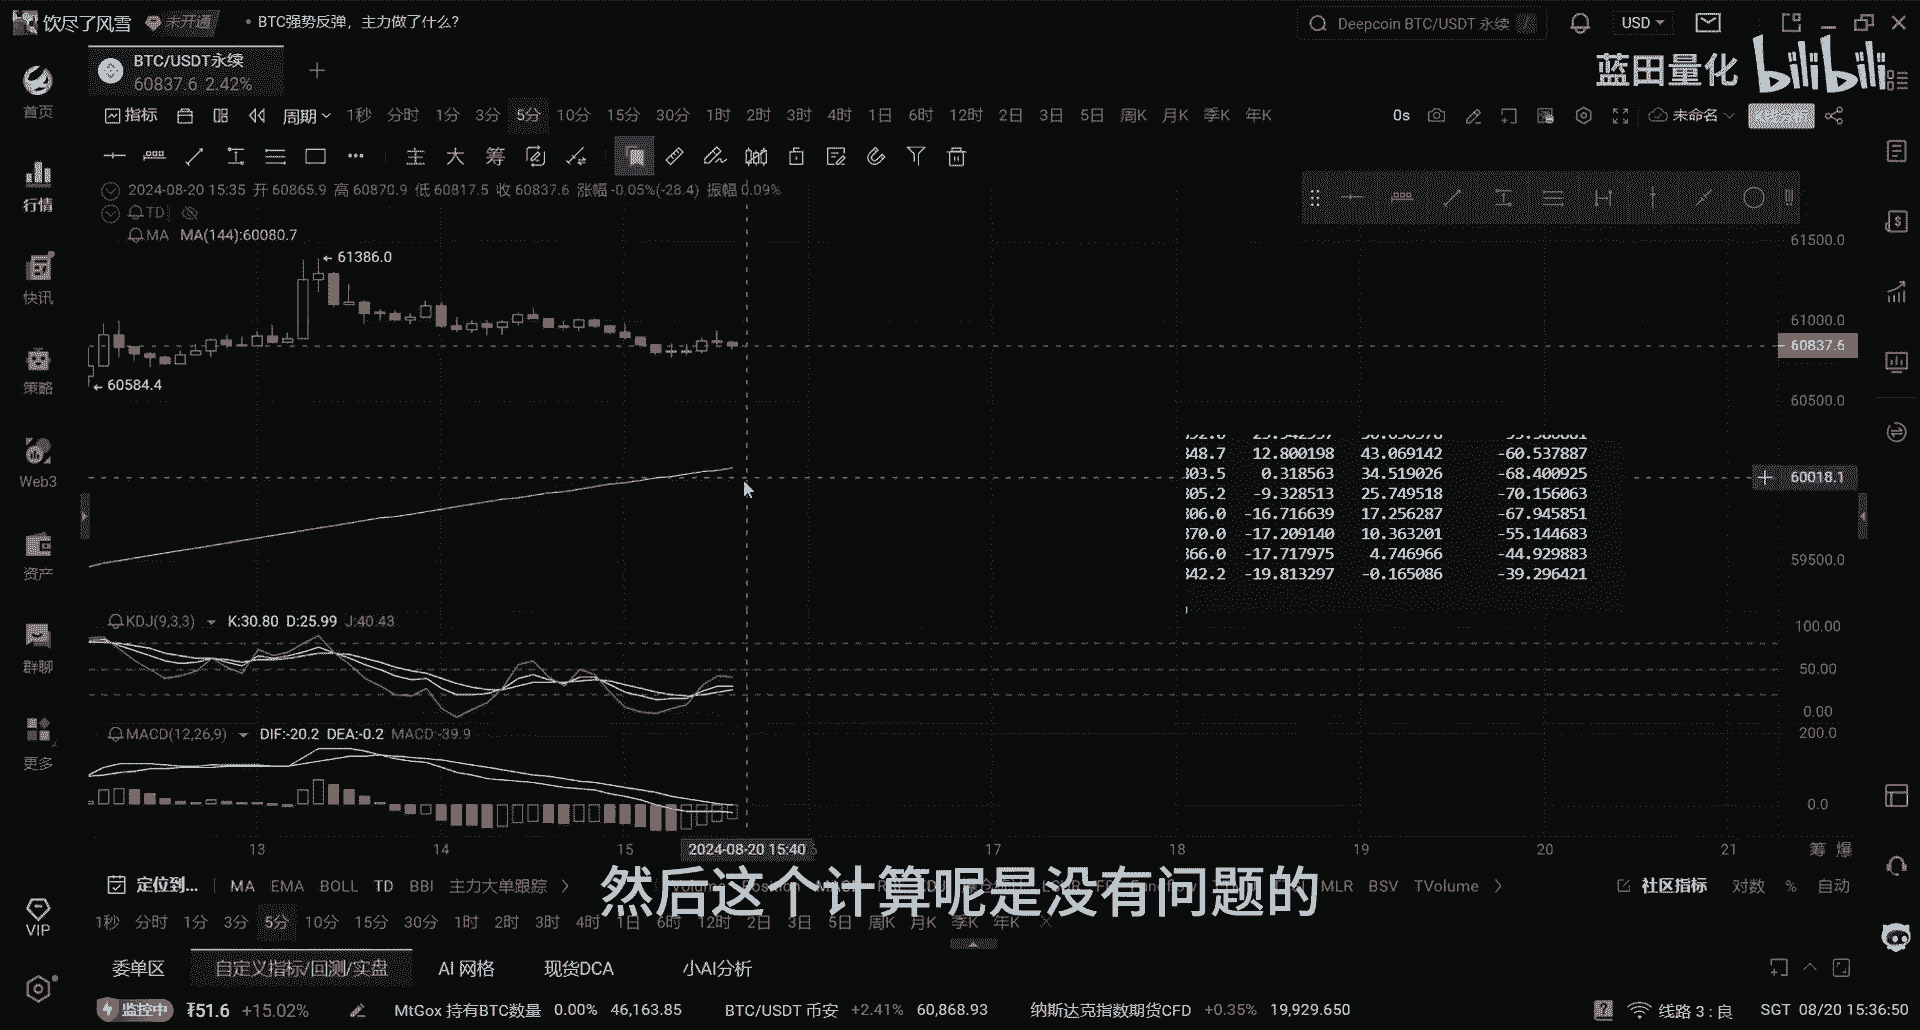 饮尽了风雪 未开通 • BTC强势反弹，主力做了什么?
Deepcoin BTC/USDT 永续 /
USD
蓝田量化 bilibili
BTC/USDT永续
60837.6 2.42%
首页
行情
快讯
策略
Web3
资产
群聊
更多
VIP
指标 周期 1秒 分时 1分 3分 5分 10分 15分 30分 1时 2时 3时 4时 1日 6时 12时 2日 3日 5日 周K 月K 季K 年K
0s 未命名
主 大 筹
2024-08-20 15:35 开 60865.9 高 60870.9 低 60817.5 收 60837.6 涨幅 -0.05%(-28.4) 振幅 0.09%
TD
MA MA(144):60080.7
61386.0
60584.4
61500.0
61000.0
60837.6
60500.0
60018.1
59500.0
348.7 12.800198 43.069142 -60.537887
303.5 0.318563 34.519026 -68.400925
305.2 -9.328513 25.749518 -70.156063
306.0 -16.716639 17.256287 -67.945851
370.0 -17.209140 10.363201 -55.144683
366.0 -17.717975 4.746966 -44.929883
342.2 -19.813297 -0.165086 -39.296421
KDJ(9,3,3) K:30.80 D:25.99 J:40.43
100.00
50.00
0.00
MACD(12,26,9) DIF:-20.2 DEA:-0.2 MACD:-39.9
200.0
0.0
13 14 15 2024-08-20 15:40 17 18 19 20 21 筹 爆
定位到... MA EMA BOLL TD BBI 主力大单跟踪
MLR BSV TVolume 社区指标 对数 % 自动
然后这个计算呢是没有问题的
1秒 分时 1分 3分 5分 10分 15分 30分 1时 2时 3时 4时 1日 6时 12时 2日 3日 5日 周K 月K 季K 年K
委单区 自定义指标/回测/实盘 AI 网格 现货DCA 小AI分析
监控中 ₮51.6 +15.02% MtGox 持有BTC数量 0.00% 46,163.85 BTC/USDT 币安 +2.41% 60,868.93 纳斯达克指数期货CFD +0.35% 19,929.650
线路 3 : 良 SGT 08/20 15:36:50